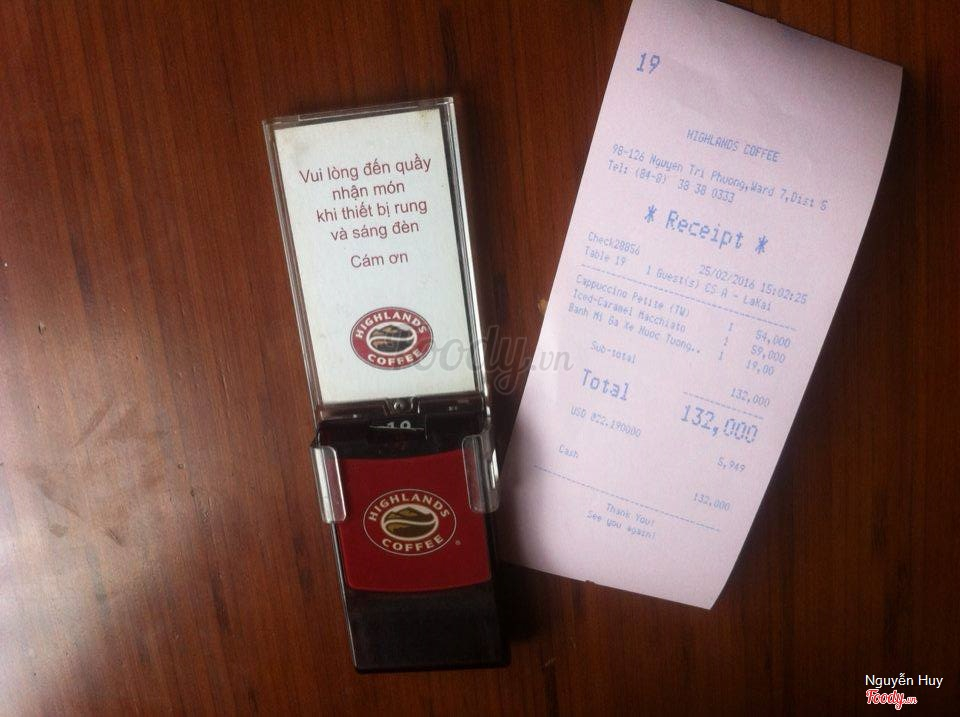 Vui lòng đến quầy
nhận món
khi thiết bị rung
và sáng đèn
Cám ơn
HIGHLANDS
COFFEE
19
HIGHLANDS
COFFEE
®
19
HIGHLANDS COFFEE
98-126 Nguyen Tri Phuong,Ward 7,Dist 5
Tel: (84-8) 38 38 0333
* Receipt *
Check28856 25/02/2016 15:02:25
Table 19 1 Guest(s) CS A - LaKai
Cappuccino Petite (TW) 1 54,000
Iced-Caramel Macchiato 1 59,000
Banh Mi Ga Xe Nuoc Tuong.. 1 19,00
Sub-total 132,000
Total 132,000
USD @22,190000 5,949
Cash 132,000
Thank You!
See you again!
Foody.vn
Nguyễn Huy
Foody.vn